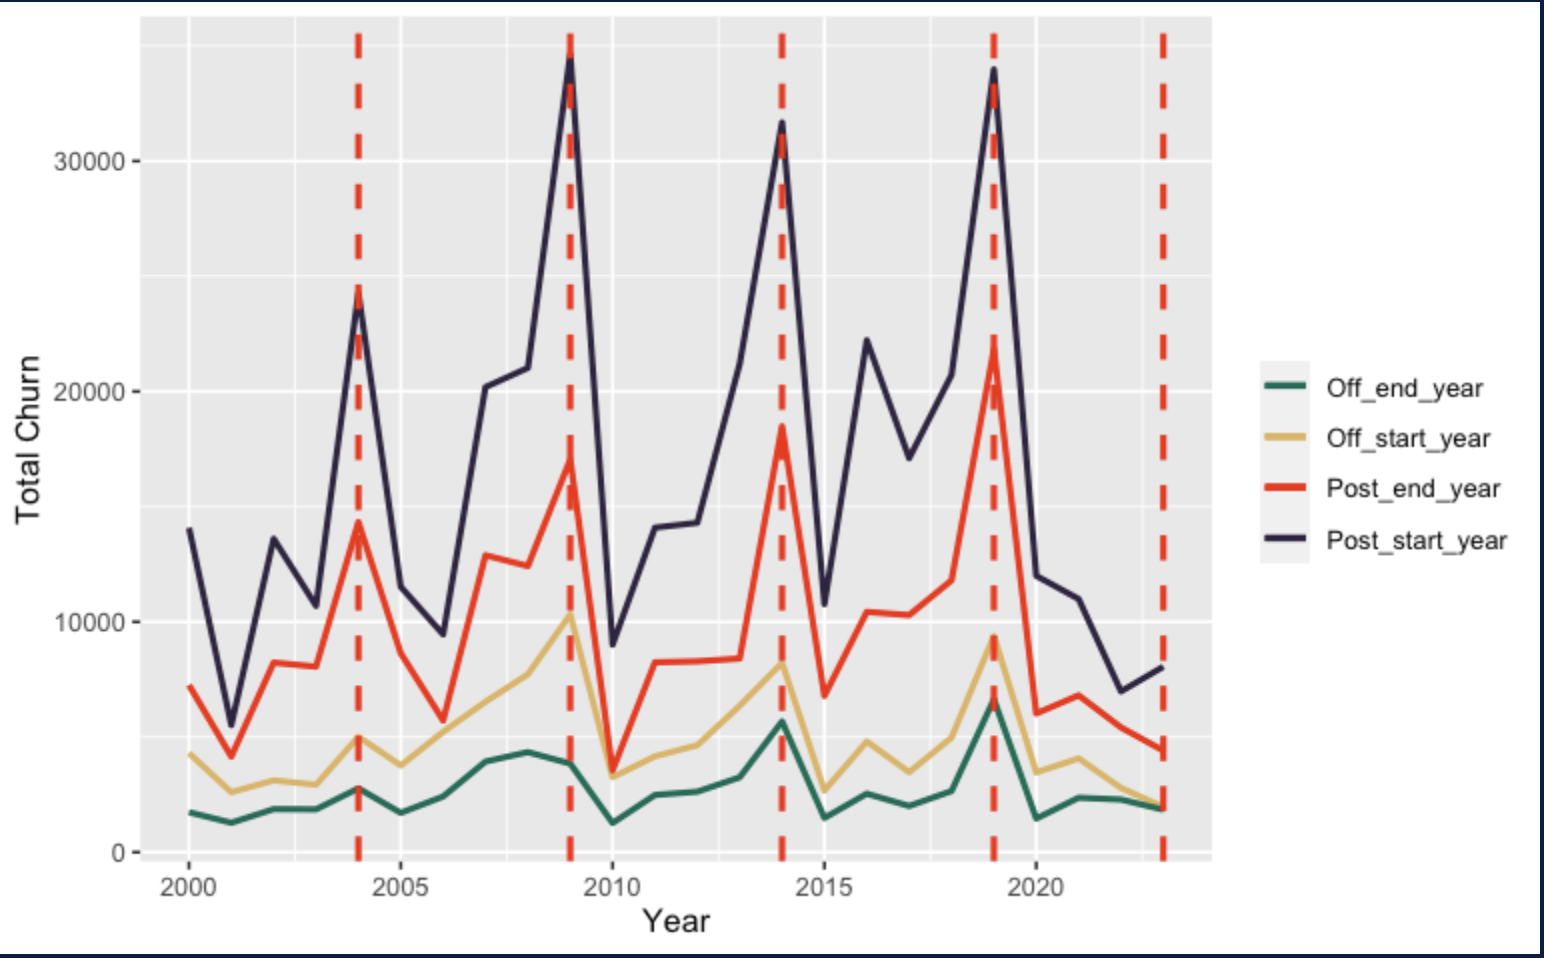 30000
20000
10000
0
Total Churn
2000 2005 2010 2015 2020
Year
Off_end_year
Off_start_year
Post_end_year
Post_start_year